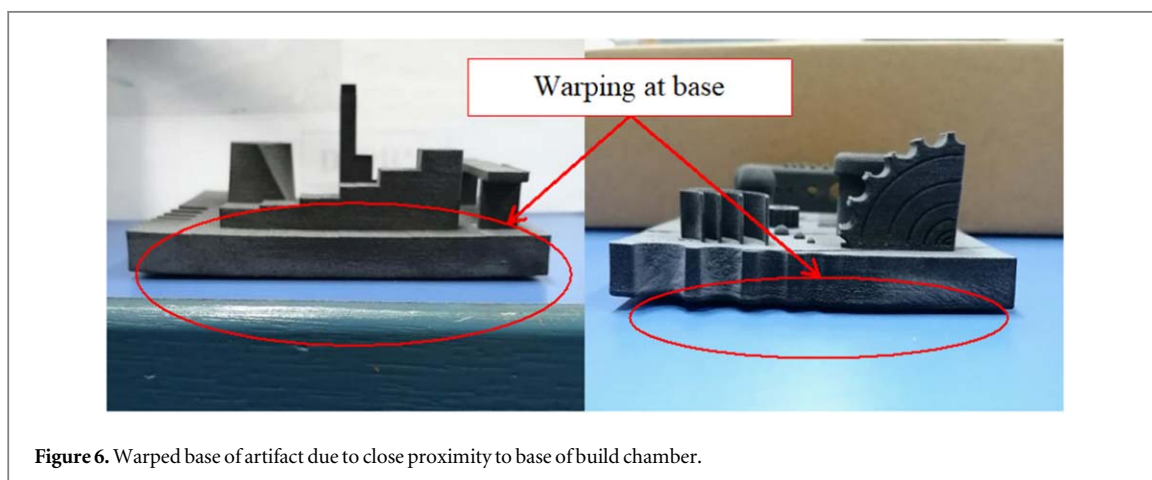 Warping at base
Figure 6. Warped base of artifact due to close proximity to base of build chamber.